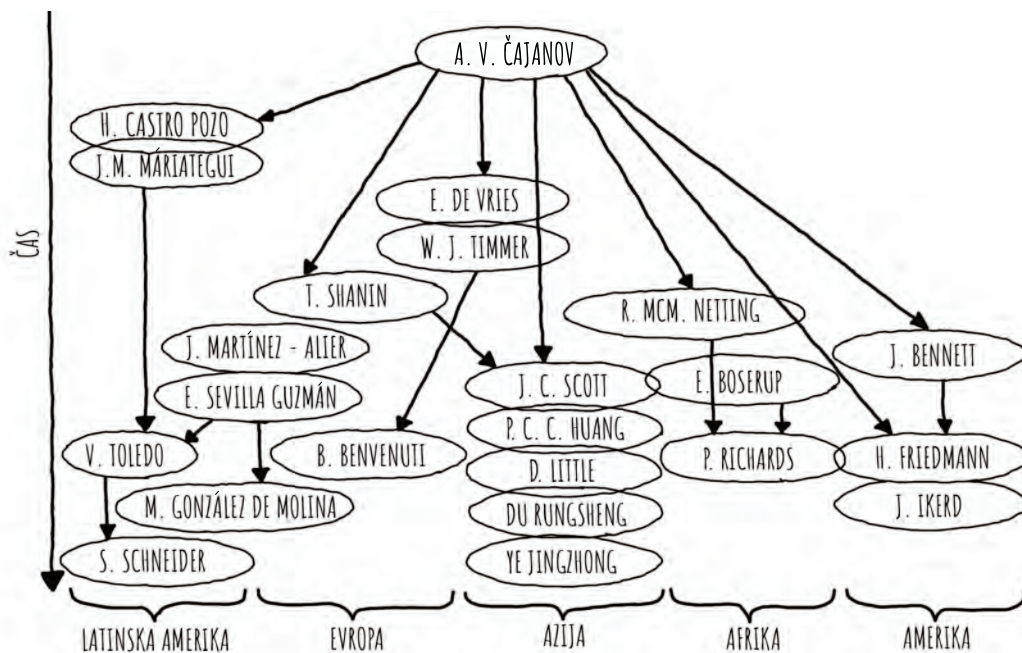 A. V. ČAJANOV
H. CASTRO POZO
J.M. MÁRIATEGUI
E. DE VRIES
W. J. TIMMER
ČAS
T. SHANIN
R. MCM. NETTING
J. MARTÍNEZ - ALIER
J. BENNETT
E. SEVILLA GUZMÁN
J. C. SCOTT
E. BOSERUP
P. C. C. HUANG
V. TOLEDO
B. BENVENUTI
D. LITTLE
P. RICHARDS
H. FRIEDMANN
M. GONZÁLEZ DE MOLINA
DU RUNGSHENG
J. IKERD
S. SCHNEIDER
YE JINGZHONG
LATINSKA AMERIKA
EVROPA
AZIJA
AFRIKA
AMERIKA